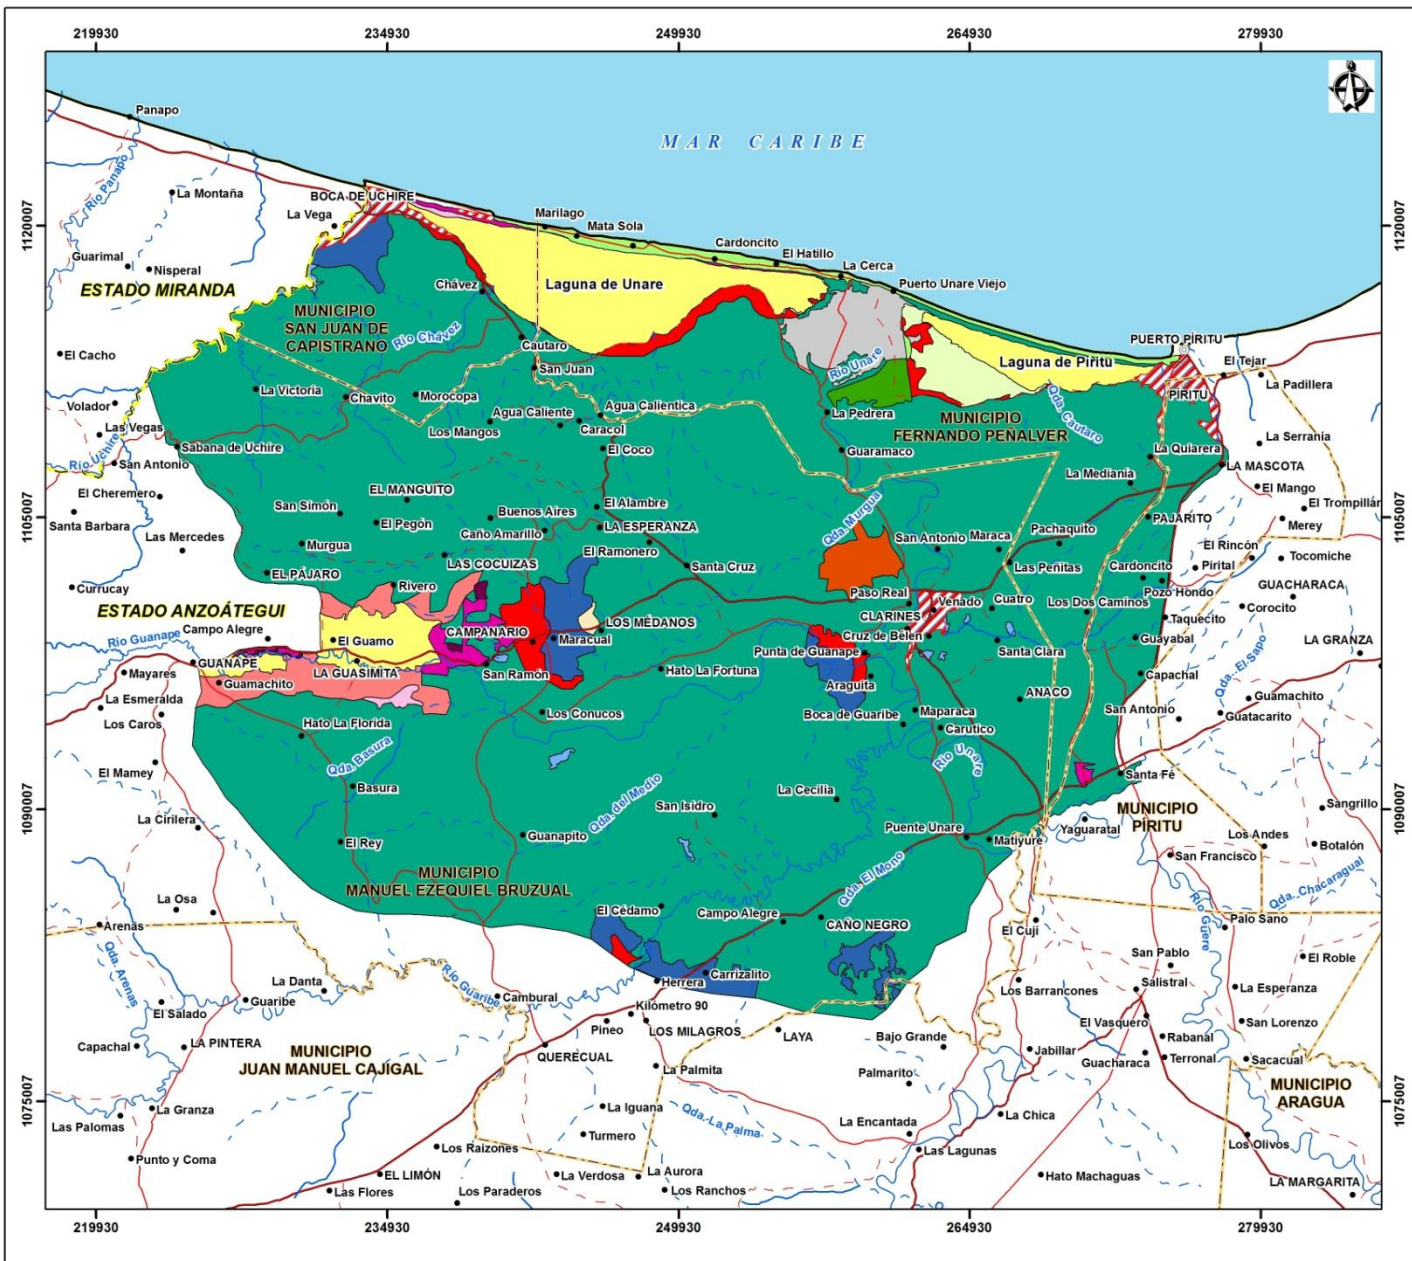 219930
234930
249930
264930
279930
Panapo
MAR CARIBE
Río Panapo
La Montaña
BOCA DE UCHIRE
La Vega
Marilago
Mata Sola
1120007
1120007
Cardoncito
El Hatillo
Guarimal
Nisperal
La Cerca
ESTADO MIRANDA
Chávez
Laguna de Unare
Puerto Unare Viejo
MUNICIPIO
SAN JUAN DE
CAPISTRANO
Río Chávez
Cautaro
PUERTO PÍRITU
El Cacho
San Juan
Río Unare
Laguna de Píritu
El Tejar
La Victoria
Chavito
Morocopa
La Padillera
PÍRITU
Volador
Agua Caliente
Agua Calientica
La Pedrera
Qda. Cautaro
Las Vegas
Los Mangos
Caracol
MUNICIPIO
FERNANDO PEÑALVER
La Serranía
Río Uchire
Sabana de Uchire
El Coco
Guaramaco
La Quiarera
San Antonio
La Medianía
LA MASCOTA
El Cheremero
EL MANGUITO
El Mango
San Simón
El Alambre
Qda. Murgua
El Trompillar
Santa Barbara
El Pegón
Buenos Aires
LA ESPERANZA
PAJARITO
Merey
1105007
1105007
Las Mercedes
Murgua
Caño Amarillo
El Ramonero
San Antonio
Maraca
Pachaquito
El Rincón
LAS COCUIZAS
Santa Cruz
Las Peñitas
Cardoncito
Pirital
Tocomiche
Currucay
EL PÁJARO
Rivero
Paso Real
Pozo Hondo
GUACHARACA
ESTADO ANZOÁTEGUI
CLARINES
Venado
Cuatro
Los Dos Caminos
Corocito
Río Guanape
Campo Alegre
El Guamo
CAMPANARIO
Maracual
LOS MÉDANOS
Cruz de Belén
Taquecito
Guayabal
LA GRANZA
GUANAPE
LA GUASIMITA
San Ramón
Hato La Fortuna
Punta de Guanape
Santa Clara
Qda. El Sapo
Mayares
Guamachito
Araguita
ANACO
Capachal
Guamachito
La Esmeralda
Los Caros
Los Conucos
Boca de Guaribe
Maparaca
San Antonio
Guatacarito
Hato La Florida
Carutico
Qda. Basura
Río Unare
El Mamey
Basura
Qda. del Medio
San Isidro
La Cecilia
Santa Fé
MUNICIPIO
PÍRITU
Sangrillo
1090007
1090007
La Cirilera
Guanapito
Puente Unare
Matiyure
Yaguaratal
Los Andes
Botalón
El Rey
San Francisco
MUNICIPIO
MANUEL EZEQUIEL BRUZUAL
Qda. El Mono
Qda. Chacaragual
La Osa
El Cédamo
Campo Alegre
CAÑO NEGRO
Arenas
El Cují
Río Güere
Palo Sano
Qda. Arenas
San Pablo
El Roble
La Danta
Río Guaribe
Herrera
Carrizalito
Los Barrancones
Salistral
La Esperanza
Guaribe
Cambural
El Salado
Kilómetro 90
El Vasquero
San Lorenzo
Pineo
LOS MILAGROS
LAYA
Bajo Grande
Rabanal
Capachal
LA PINTERA
MUNICIPIO
JUAN MANUEL CAJÍGAL
QUERECUAL
Jabillar
Guacharaca
Terronal
Sacacual
La Palmita
Palmarito
MUNICIPIO
ARAGUA
1075007
1075007
La Granza
La Iguana
Qda. La Palma
La Chica
Las Palomas
Turmero
La Encantada
Los Olivos
Punto y Coma
Los Raizones
Las Lagunas
EL LIMÓN
La Verdosa
La Aurora
Hato Machaguas
LA MARGARITA
Las Flores
Los Paraderos
Los Ranchos
219930
234930
249930
264930
279930